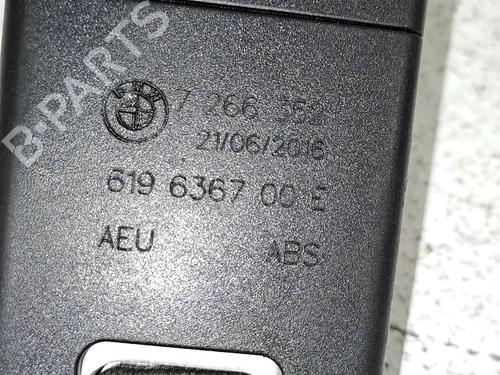 B-PARTS
7 266 352
21/06/2016
619 6367 00 E
AEU ABS